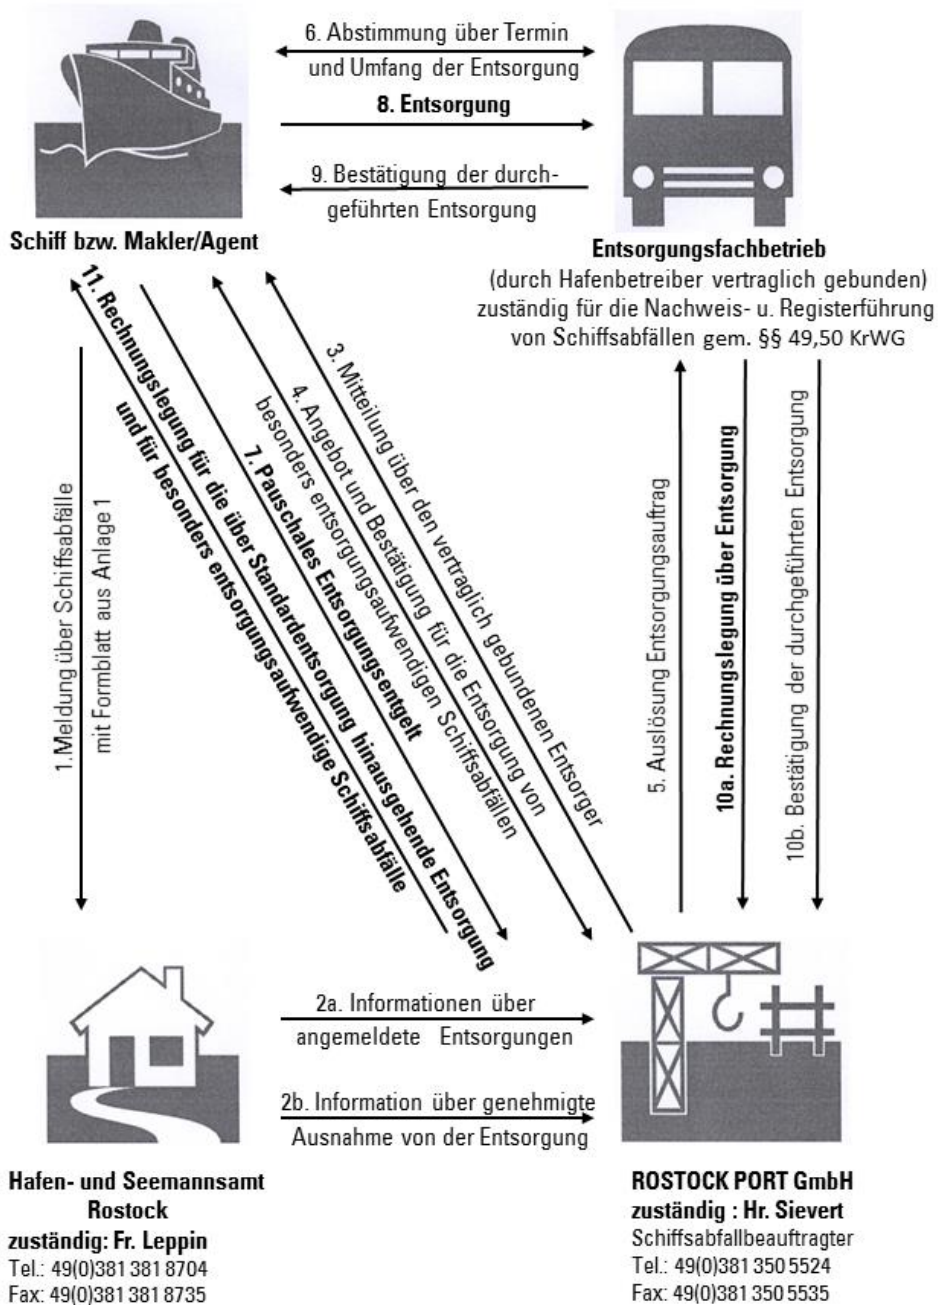 6. Abstimmung über Termin
und Umfang der Entsorgung
8. Entsorgung
9. Bestätigung der durch-
geführten Entsorgung
Schiff bzw. Makler/Agent
Entsorgungsfachbetrieb
(durch Hafenbetreiber vertraglich gebunden)
zuständig für die Nachweis- u. Registerführung
von Schiffsabfällen gem. §§ 49,50 KrWG
1.Meldung über Schiffsabfälle
mit Formblatt aus Anlage 1
11. Rechnungslegung für die über Standardentsorgung hinausgehende Entsorgung
und für besonders entsorgungsaufwendige Schiffsabfälle
7. Pauschales Entsorgungsentgelt
4. Angebot und Bestätigung für die Entsorgung von
besonders entsorgungsaufwendigen Schiffsabfällen
3. Mitteilung über den vertraglich gebundenen Entsorger
5. Auslösung Entsorgungsauftrag
10a. Rechnungslegung über Entsorgung
10b. Bestätigung der durchgeführten Entsorgung
2a. Informationen über
angemeldete Entsorgungen
2b. Information über genehmigte
Ausnahme von der Entsorgung
Hafen- und Seemannsamt
Rostock
zuständig: Fr. Leppin
Tel.: 49(0)381 381 8704
Fax: 49(0)381 381 8735
ROSTOCK PORT GmbH
zuständig : Hr. Sievert
Schiffsabfallbeauftragter
Tel.: 49(0)381 350 5524
Fax: 49(0)381 350 5535